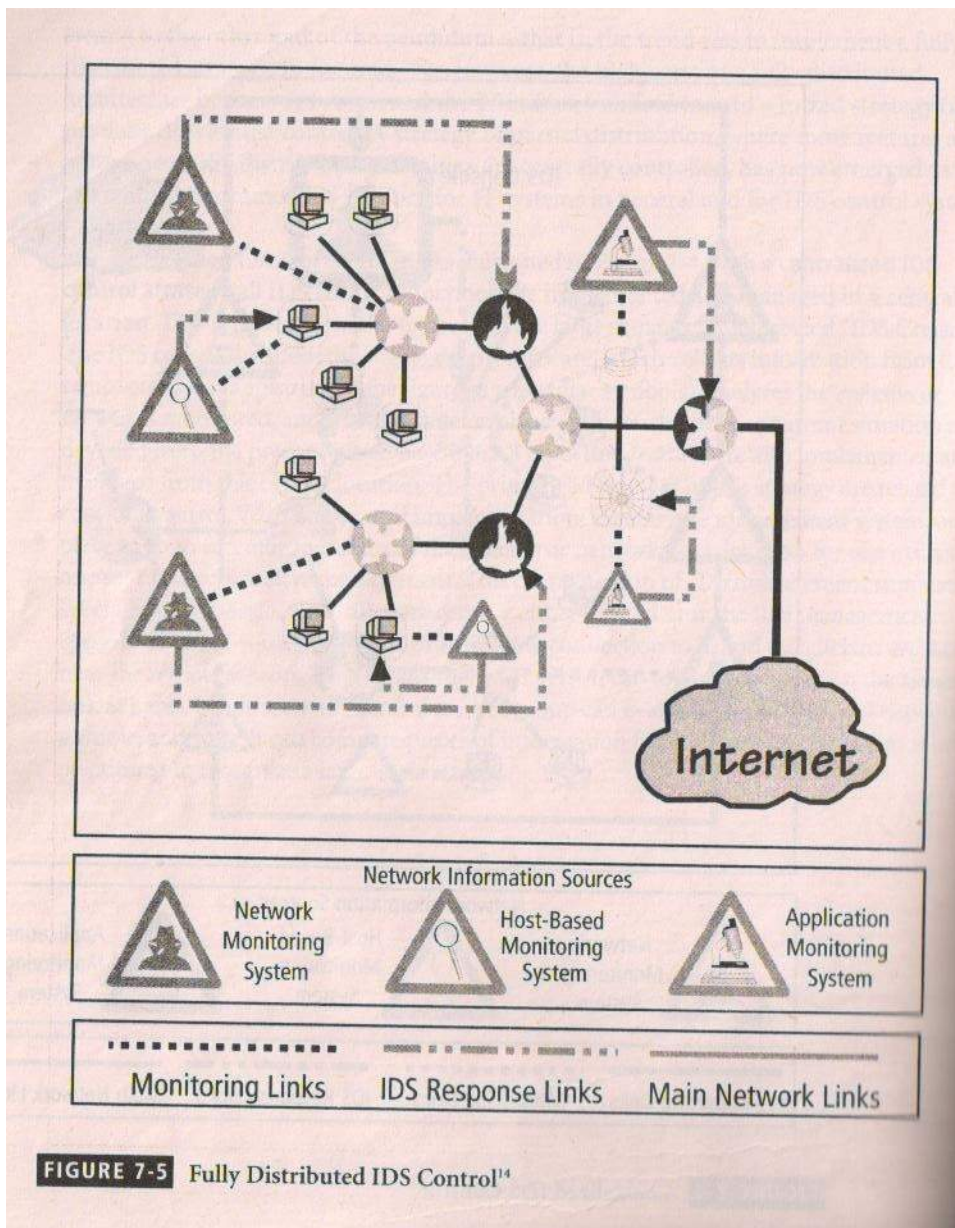 Internet
Network Information Sources
Network
Monitoring
System
Host-Based
Monitoring
System
Application
Monitoring
System
Monitoring Links
IDS Response Links
Main Network Links
FIGURE 7-5 Fully Distributed IDS Control14